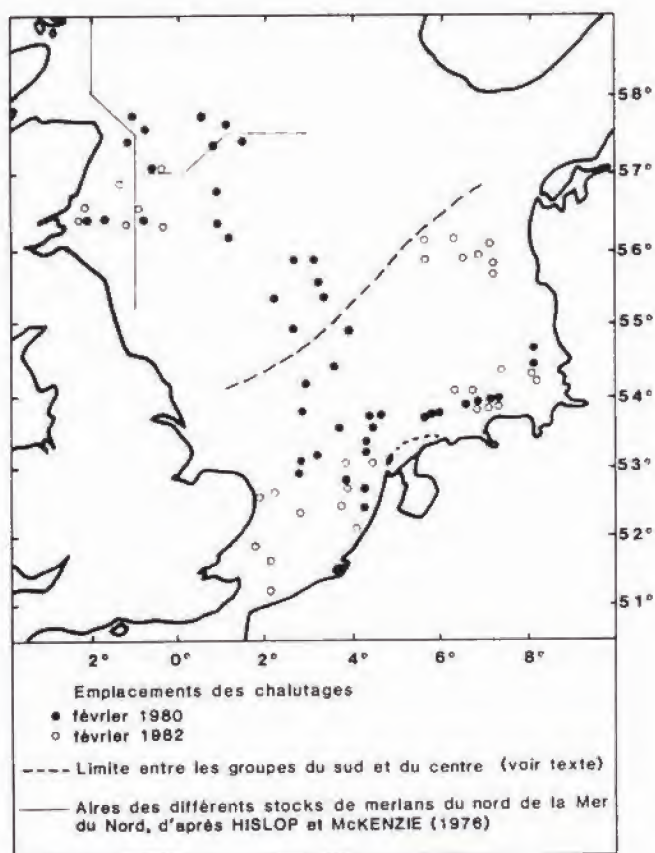 58°
57°
56°
55°
54°
53°
52°
51°
2° 0° 2° 4° 6° 8°
Emplacements des chalutages
● février 1980
○ février 1982
---- Limite entre les groupes du sud et du centre (voir texte)
—— Aires des différents stocks de merlans du nord de la Mer
du Nord, d'après HISLOP et McKENZIE (1976)